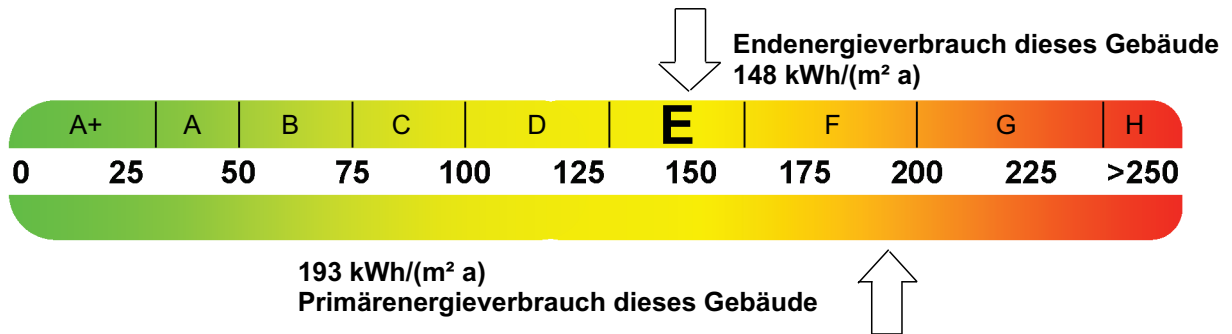 Endenergieverbrauch dieses Gebäude
148 kWh/(m² a)
A+ A B C D E F G H
0 25 50 75 100 125 150 175 200 225 >250
193 kWh/(m² a)
Primärenergieverbrauch dieses Gebäude